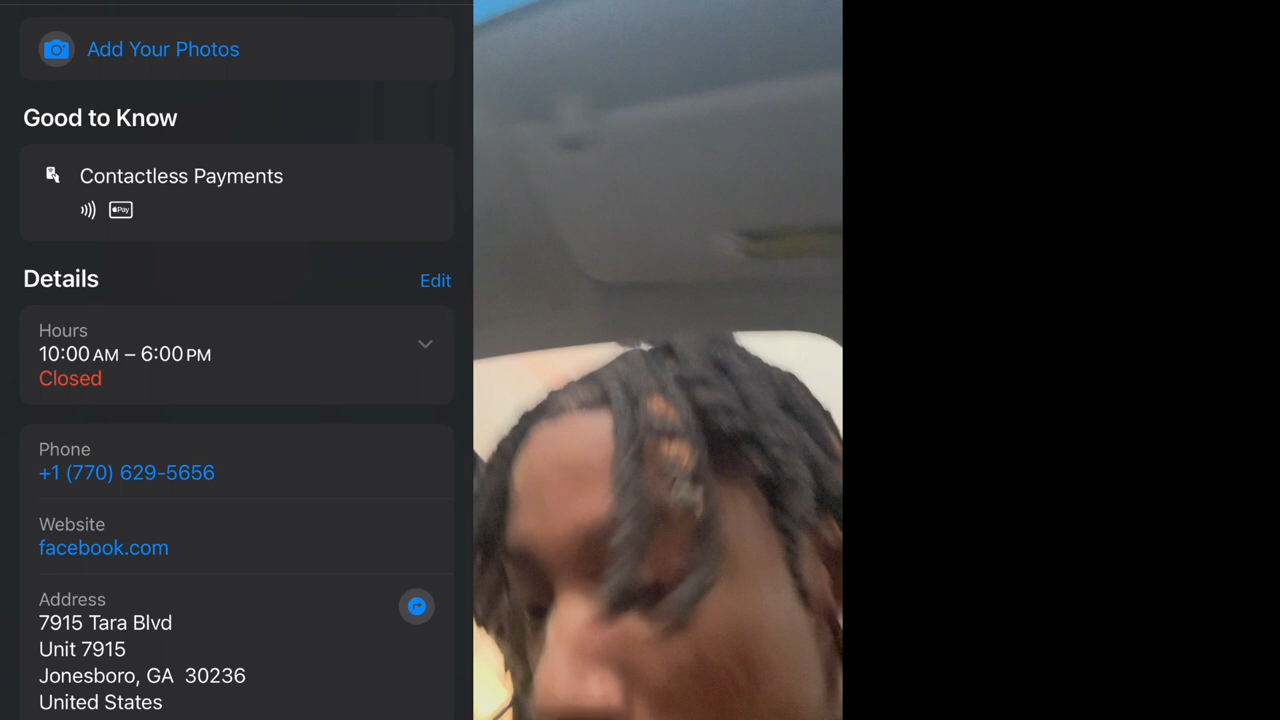 Add Your Photos
Good to Know
Contactless Payments
Pay
Details
Edit
Hours
10:00 AM – 6:00 PM
Closed
Phone
+1 (770) 629-5656
Website
facebook.com
Address
7915 Tara Blvd
Unit 7915
Jonesboro, GA 30236
United States